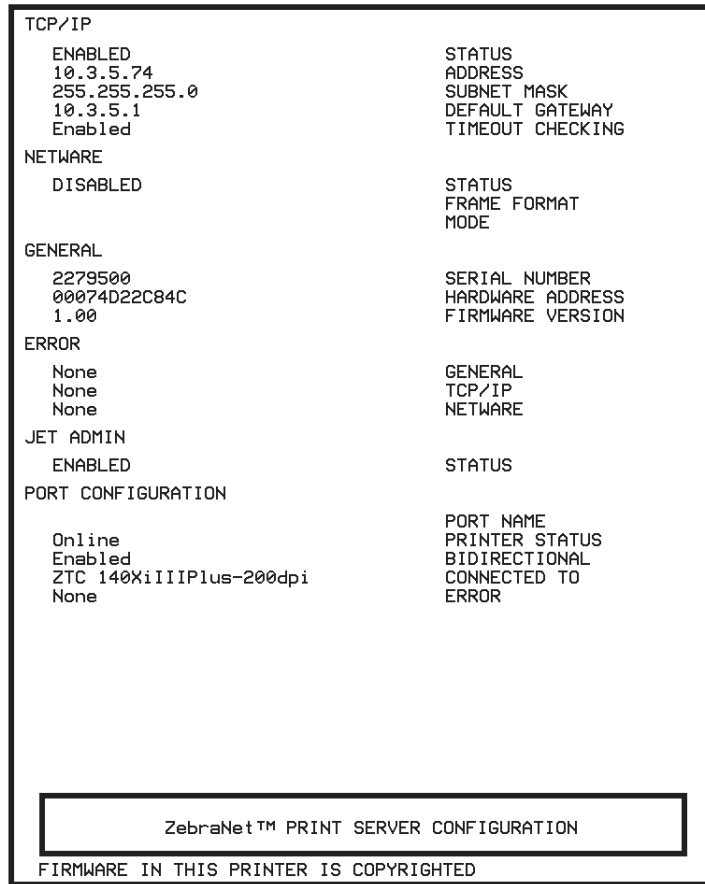 TCP/IP
ENABLED STATUS
10.3.5.74 ADDRESS
255.255.255.0 SUBNET MASK
10.3.5.1 DEFAULT GATEWAY
Enabled TIMEOUT CHECKING
NETWARE
DISABLED STATUS
FRAME FORMAT
MODE
GENERAL
2279500 SERIAL NUMBER
00074D22C84C HARDWARE ADDRESS
1.00 FIRMWARE VERSION
ERROR
None GENERAL
None TCP/IP
None NETWARE
JET ADMIN
ENABLED STATUS
PORT CONFIGURATION
PORT NAME
Online PRINTER STATUS
Enabled BIDIRECTIONAL
ZTC 140XiIIIPlus-200dpi CONNECTED TO
None ERROR
ZebraNet™ PRINT SERVER CONFIGURATION
FIRMWARE IN THIS PRINTER IS COPYRIGHTED